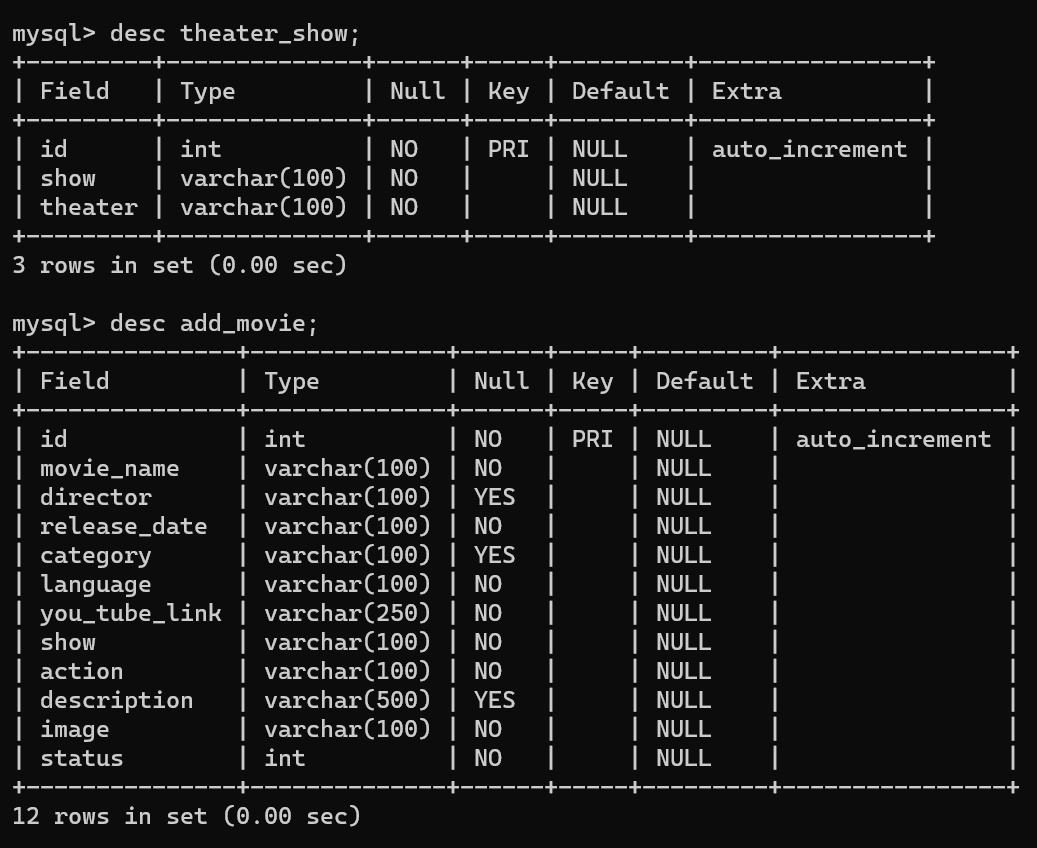 mysql> desc theater_show;
+---------+--------------+------+-----+---------+----------------+
| Field   | Type         | Null | Key | Default | Extra          |
+---------+--------------+------+-----+---------+----------------+
| id      | int          | NO   | PRI | NULL    | auto_increment |
| show    | varchar(100) | NO   |     | NULL    |                |
| theater | varchar(100) | NO   |     | NULL    |                |
+---------+--------------+------+-----+---------+----------------+
3 rows in set (0.00 sec)

mysql> desc add_movie;
+---------------+--------------+------+-----+---------+----------------+
| Field         | Type         | Null | Key | Default | Extra          |
+---------------+--------------+------+-----+---------+----------------+
| id            | int          | NO   | PRI | NULL    | auto_increment |
| movie_name    | varchar(100) | NO   |     | NULL    |                |
| director      | varchar(100) | YES  |     | NULL    |                |
| release_date  | varchar(100) | NO   |     | NULL    |                |
| category      | varchar(100) | YES  |     | NULL    |                |
| language      | varchar(100) | NO   |     | NULL    |                |
| you_tube_link | varchar(250) | NO   |     | NULL    |                |
| show          | varchar(100) | NO   |     | NULL    |                |
| action        | varchar(100) | NO   |     | NULL    |                |
| description   | varchar(500) | YES  |     | NULL    |                |
| image         | varchar(100) | NO   |     | NULL    |                |
| status        | int          | NO   |     | NULL    |                |
+---------------+--------------+------+-----+---------+----------------+
12 rows in set (0.00 sec)